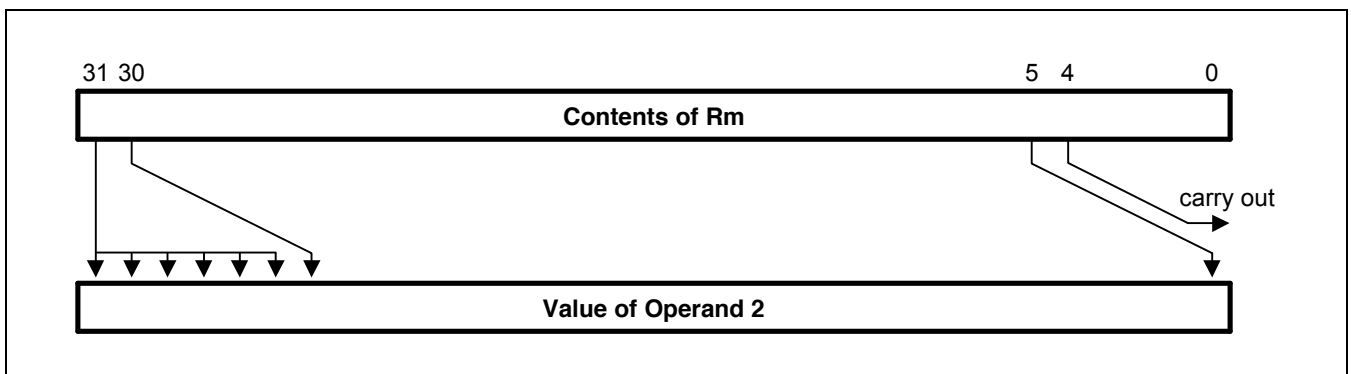 31 30 5 4 0
Contents of Rm
carry out
Value of Operand 2